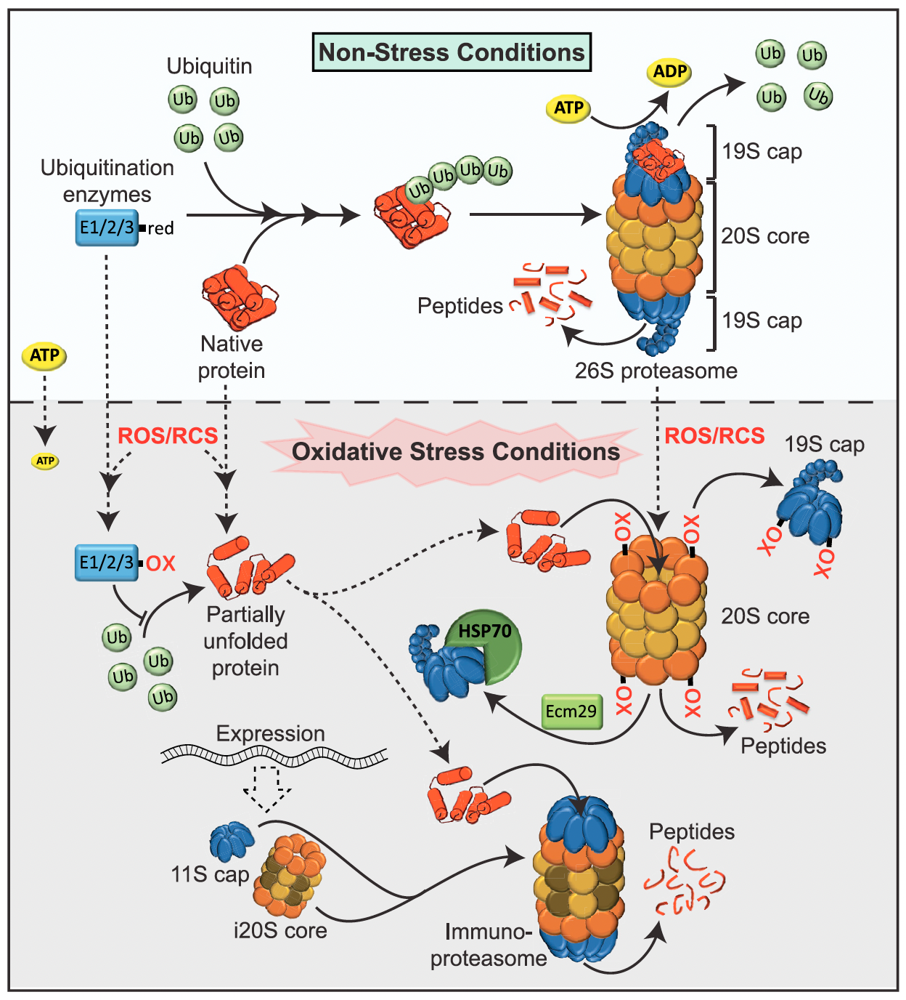 Non-Stress Conditions
Ubiquitin
Ub
Ub
Ub
Ub
Ubiquitination
enzymes
E1/2/3
red
Native
protein
Ub
Ub
Ub
Ub
ATP
ADP
Ub
Ub
Ub
Ub
19S cap
20S core
19S cap
Peptides
26S proteasome
ATP
ATP
ROS/RCS
Oxidative Stress Conditions
ROS/RCS
19S cap
OX
OX
OX
OX
E1/2/3
OX
Partially
unfolded
protein
Ub
Ub
Ub
Ub
HSP70
20S core
Ecm29
OX
OX
Peptides
Expression
11S cap
i20S core
Immuno-
proteasome
Peptides